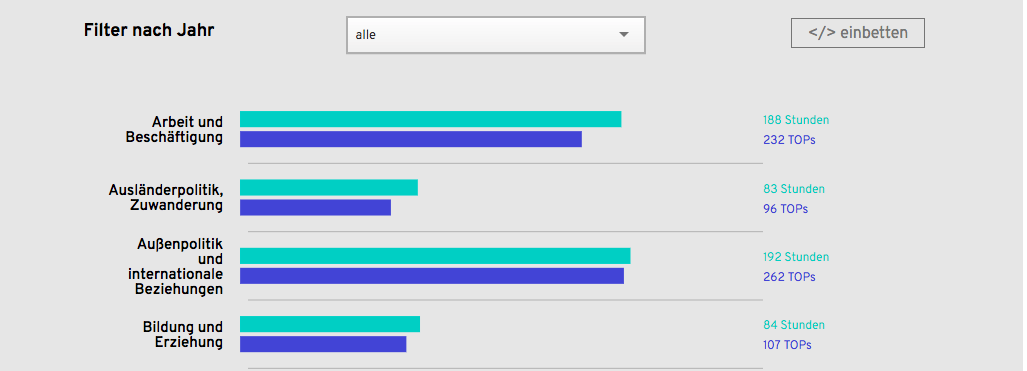 Filter nach Jahr
alle
</> einbetten
Arbeit und
Beschäftigung
188 Stunden
232 TOPs
Ausländerpolitik,
Zuwanderung
83 Stunden
96 TOPs
Außenpolitik
und
internationale
Beziehungen
192 Stunden
262 TOPs
Bildung und
Erziehung
84 Stunden
107 TOPs